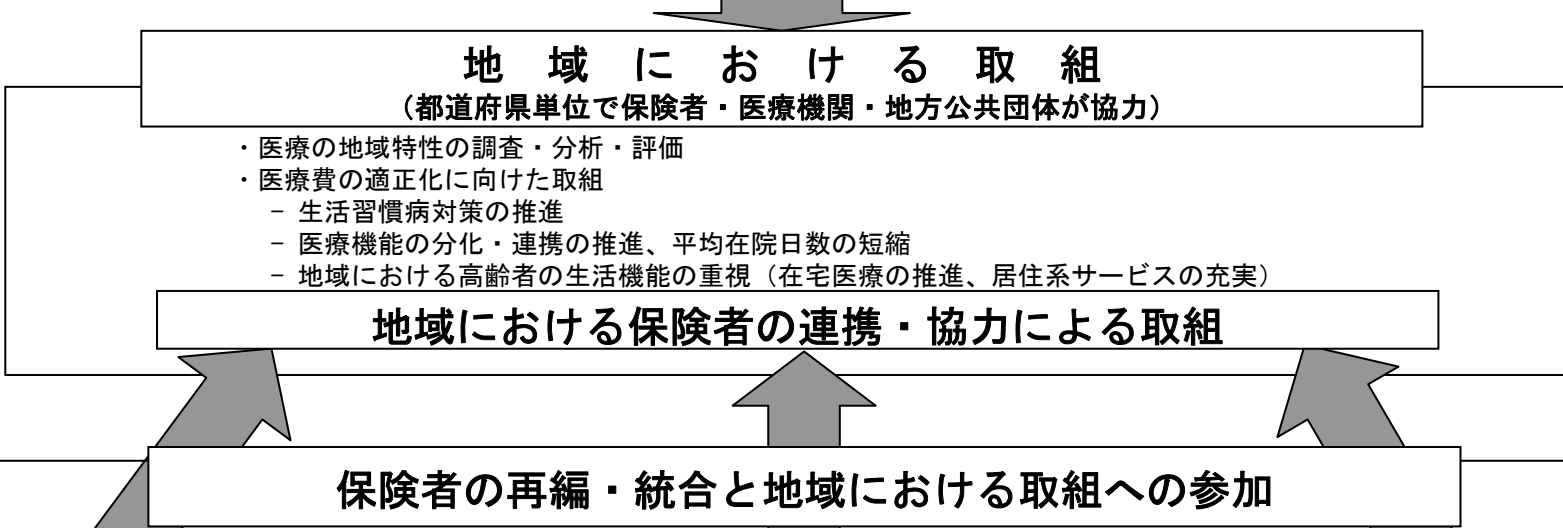 地域における取組
（都道府県単位で保険者・医療機関・地方公共団体が協力）
・医療の地域特性の調査・分析・評価
・医療費の適正化に向けた取組
－ 生活習慣病対策の推進
－ 医療機能の分化・連携の推進、平均在院日数の短縮
－ 地域における高齢者の生活機能の重視（在宅医療の推進、居住系サービスの充実）
地域における保険者の連携・協力による取組
保険者の再編・統合と地域における取組への参加